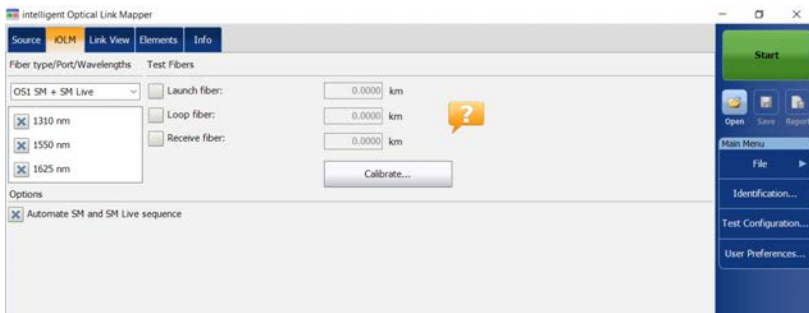 intelligent Optical Link Mapper
Source iOLM Link View Elements Info
Fiber type/Port/Wavelengths Test Fibers
OS1 SM + SM Live
1310 nm
1550 nm
1625 nm
Launch fiber: 0.0000 km
Loop fiber: 0.0000 km
Receive fiber: 0.0000 km
?
Calibrate...
Options
Automate SM and SM Live sequence
Start
Open Save Report
Main Menu
File
Identification...
Test Configuration...
User Preferences...